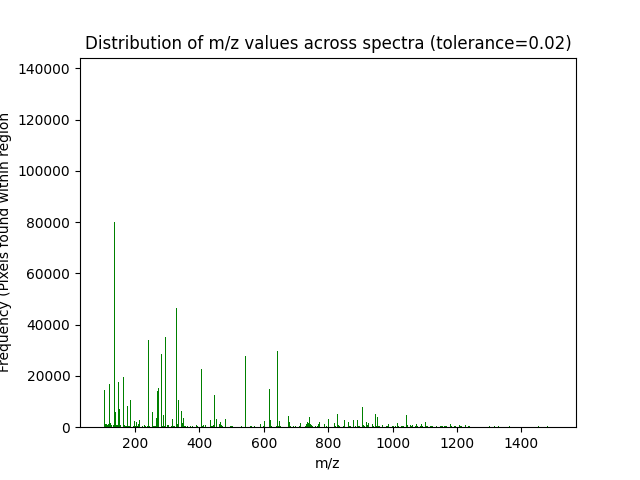 Distribution of m/z values across spectra (tolerance=0.02)
140000
120000
100000
80000
60000
40000
20000
0
Frequency (Pixels found within region
200 400 600 800 1000 1200 1400
m/z